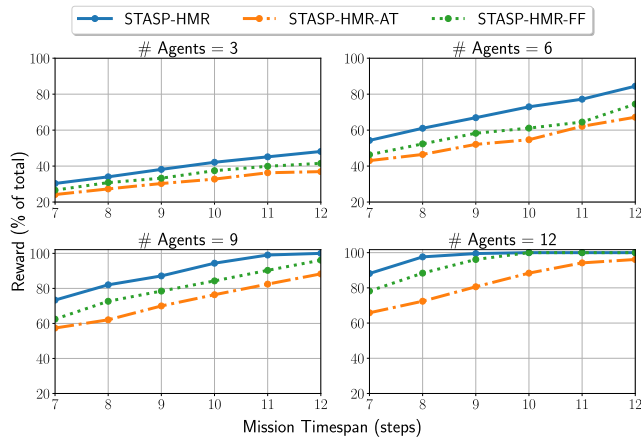 STASP-HMR STASP-HMR-AT STASP-HMR-FF
# Agents = 3
# Agents = 6
100
80
60
40
20
7 8 9 10 11 12
100
80
60
40
20
7 8 9 10 11 12
# Agents = 9
# Agents = 12
100
80
60
40
20
7 8 9 10 11 12
100
80
60
40
20
7 8 9 10 11 12
Reward (% of total)
Mission Timespan (steps)